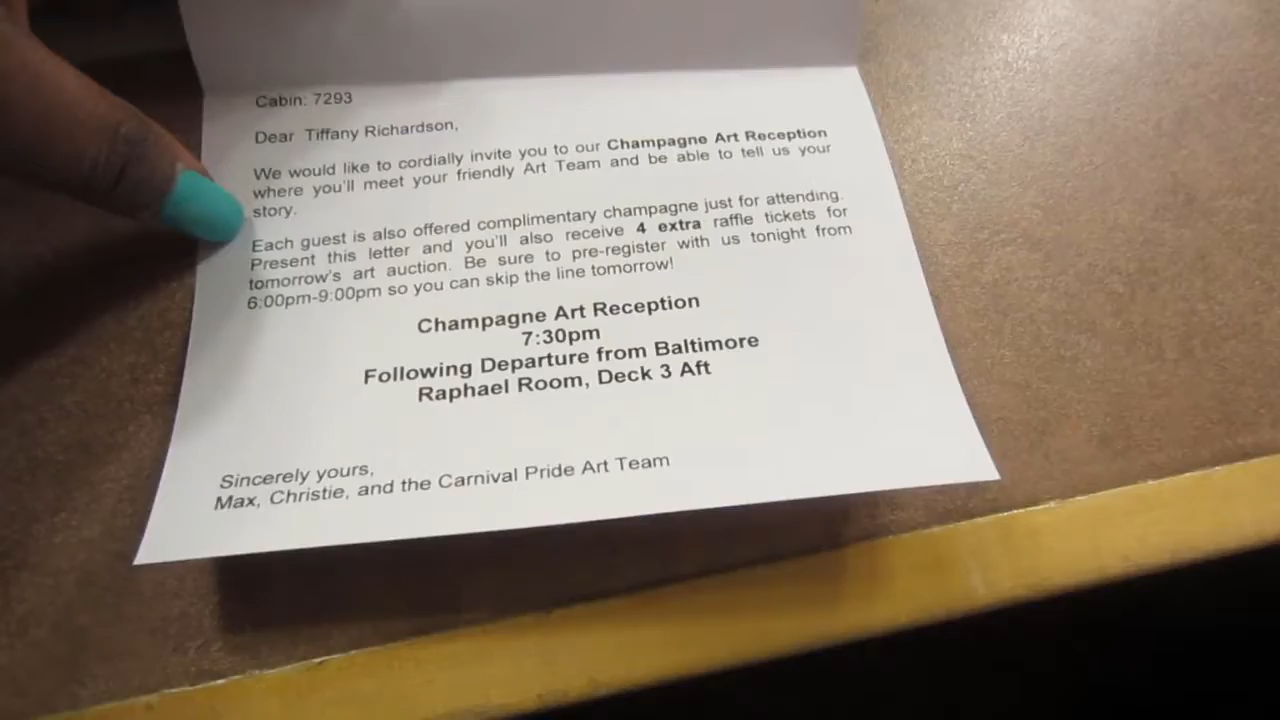 Cabin: 7293
Dear Tiffany Richardson,
We would like to cordially invite you to our Champagne Art Reception
where you'll meet your friendly Art Team and be able to tell us your
story.
Each guest is also offered complimentary champagne just for attending.
Present this letter and you'll also receive 4 extra raffle tickets for
tomorrow's art auction. Be sure to pre-register with us tonight from
6:00pm-9:00pm so you can skip the line tomorrow!
Champagne Art Reception
7:30pm
Following Departure from Baltimore
Raphael Room, Deck 3 Aft
Sincerely yours,
Max, Christie, and the Carnival Pride Art Team